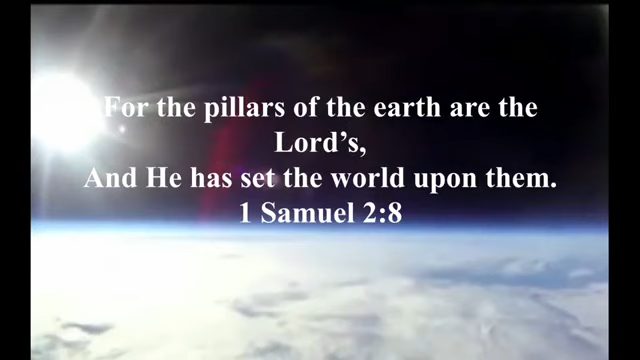 For the pillars of the earth are the
Lord’s,
And He has set the world upon them.
1 Samuel 2:8